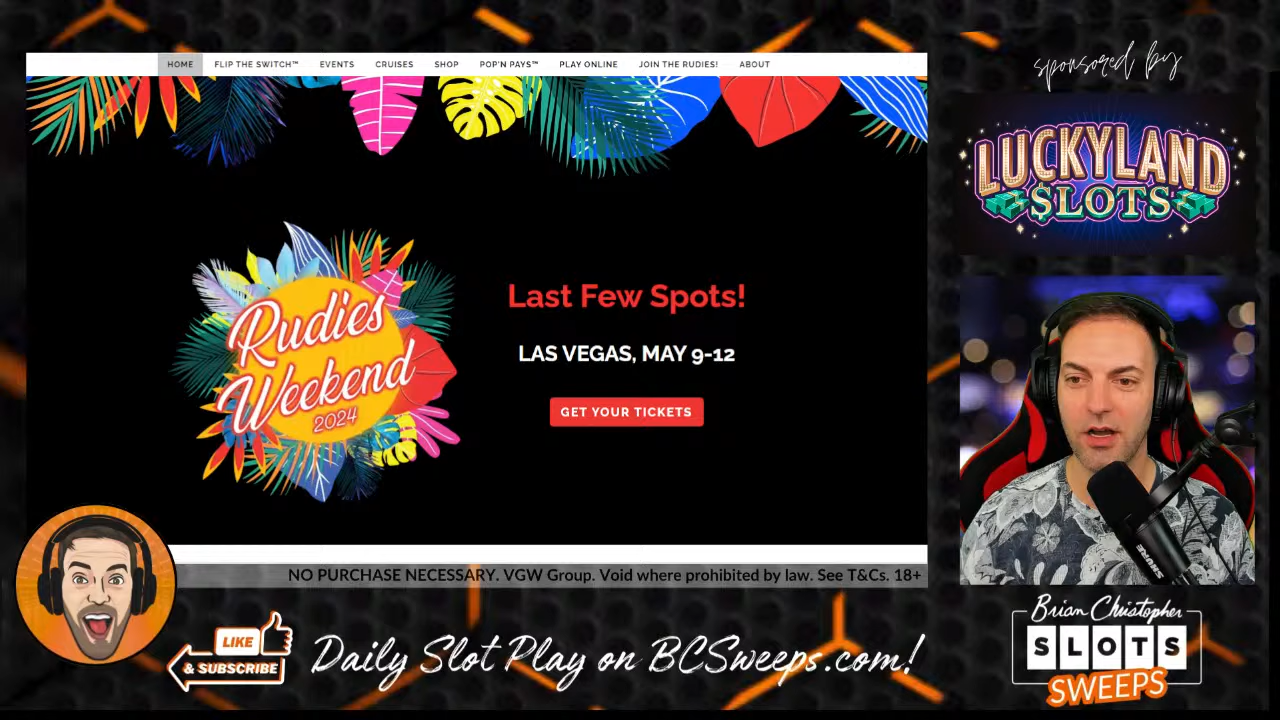 HOME FLIP THE SWITCH™ EVENTS CRUISES SHOP POP'N PAYS™ PLAY ONLINE JOIN THE RUDIES! ABOUT
sponsored by
LUCKYLAND
$LOTS
Rudies
Weekend
2024
Last Few Spots!
LAS VEGAS, MAY 9-12
GET YOUR TICKETS
SHURE
NO PURCHASE NECESSARY. VGW Group. Void where prohibited by law. See T&Cs. 18+
LIKE
& SUBSCRIBE
Daily Slot Play on BCSweeps.com!
Brian Christopher
SLOTS
SWEEPS